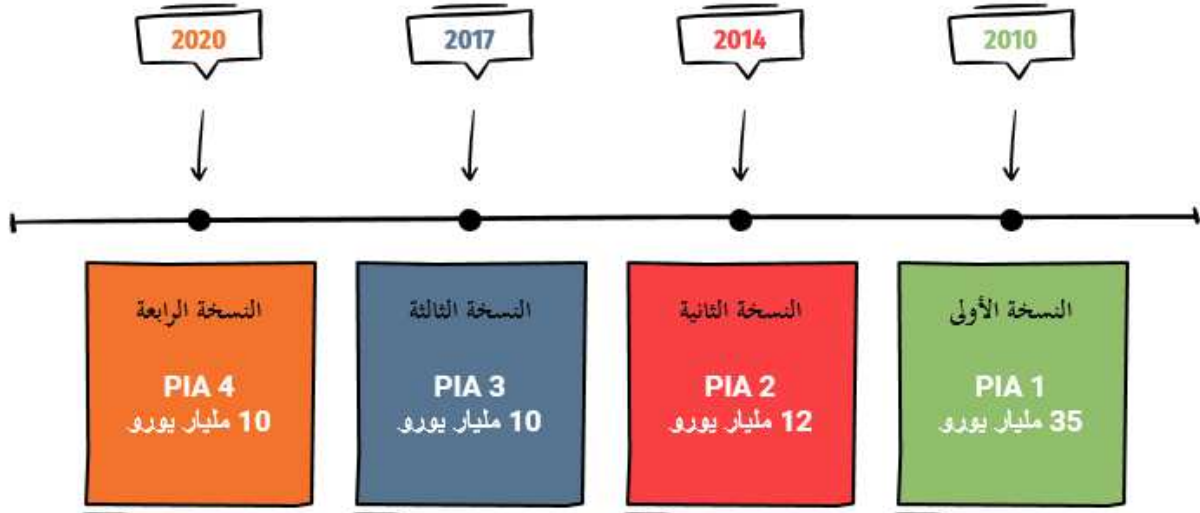 2010
2014
2017
2020
النسخة الأولى
PIA 1
35 مليار يورو
النسخة الثانية
PIA 2
12 مليار يورو
النسخة الثالثة
PIA 3
10 مليار يورو
النسخة الرابعة
PIA 4
10 مليار يورو